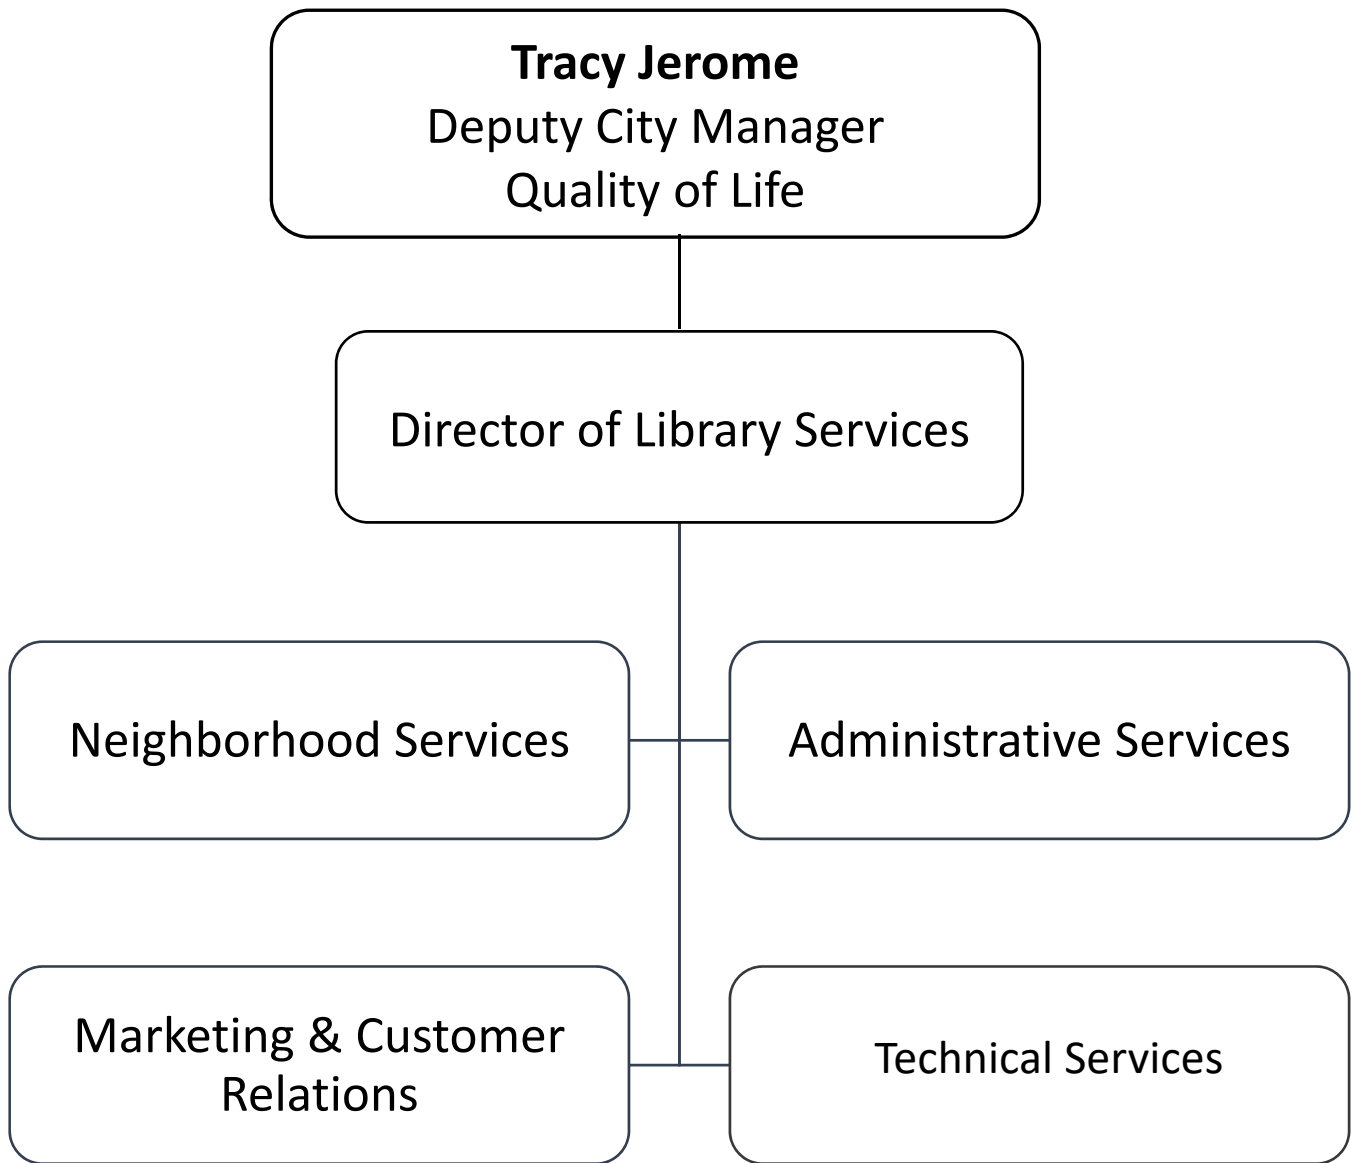 Tracy Jerome
Deputy City Manager
Quality of Life
Director of Library Services
Neighborhood Services
Administrative Services
Marketing & Customer
Relations
Technical Services